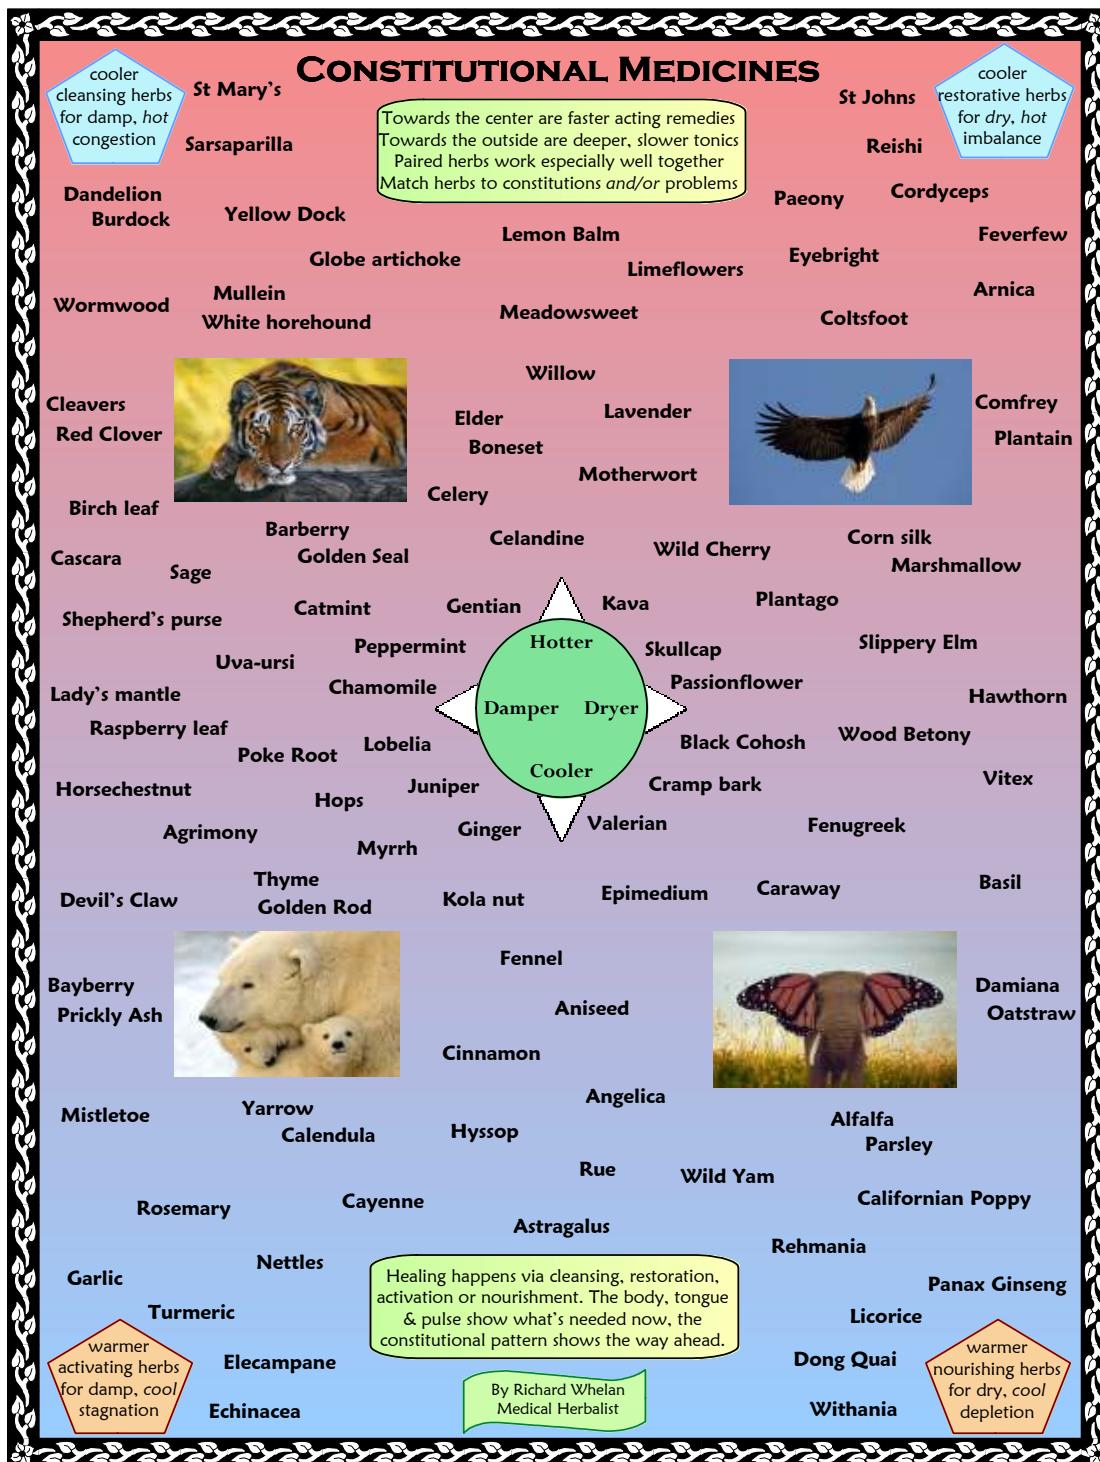 CONSTITUTIONAL MEDICINES
cooler
cleansing herbs
for damp, hot
congestion
cooler
restorative herbs
for dry, hot
imbalance
Towards the center are faster acting remedies
Towards the outside are deeper, slower tonics
Paired herbs work especially well together
Match herbs to constitutions and/or problems
St Mary's
St Johns
Sarsaparilla
Reishi
Dandelion
Burdock
Yellow Dock
Paeony
Cordyceps
Lemon Balm
Feverfew
Globe artichoke
Limeflowers
Eyebright
Wormwood
Mullein
White horehound
Meadowsweet
Arnica
Coltsfoot
Willow
Cleavers
Red Clover
Elder
Boneset
Lavender
Comfrey
Plantain
Motherwort
Celery
Birch leaf
Barberry
Golden Seal
Celandine
Wild Cherry
Corn silk
Marshmallow
Cascara
Sage
Shepherd's purse
Catmint
Gentian
Kava
Plantago
Peppermint
Hotter
Skullcap
Slippery Elm
Uva-ursi
Chamomile
Passionflower
Lady's mantle
Raspberry leaf
Damper
Dryer
Hawthorn
Poke Root
Lobelia
Black Cohosh
Wood Betony
Cooler
Horsechestnut
Hops
Juniper
Cramp bark
Vitex
Agrimony
Myrrh
Ginger
Valerian
Fenugreek
Thyme
Golden Rod
Devil's Claw
Kola nut
Epimedium
Caraway
Basil
Fennel
Bayberry
Prickly Ash
Aniseed
Damiana
Oatstraw
Cinnamon
Angelica
Mistletoe
Yarrow
Calendula
Hyssop
Alfalfa
Parsley
Rue
Wild Yam
Rosemary
Cayenne
Californian Poppy
Astragalus
Nettles
Rehmania
Garlic
Panax Ginseng
Turmeric
Licorice
Healing happens via cleansing, restoration,
activation or nourishment. The body, tongue
& pulse show what's needed now, the
constitutional pattern shows the way ahead.
warmer
activating herbs
for damp, cool
stagnation
Elecampane
Dong Quai
warmer
nourishing herbs
for dry, cool
depletion
Echinacea
By Richard Whelan
Medical Herbalist
Withania